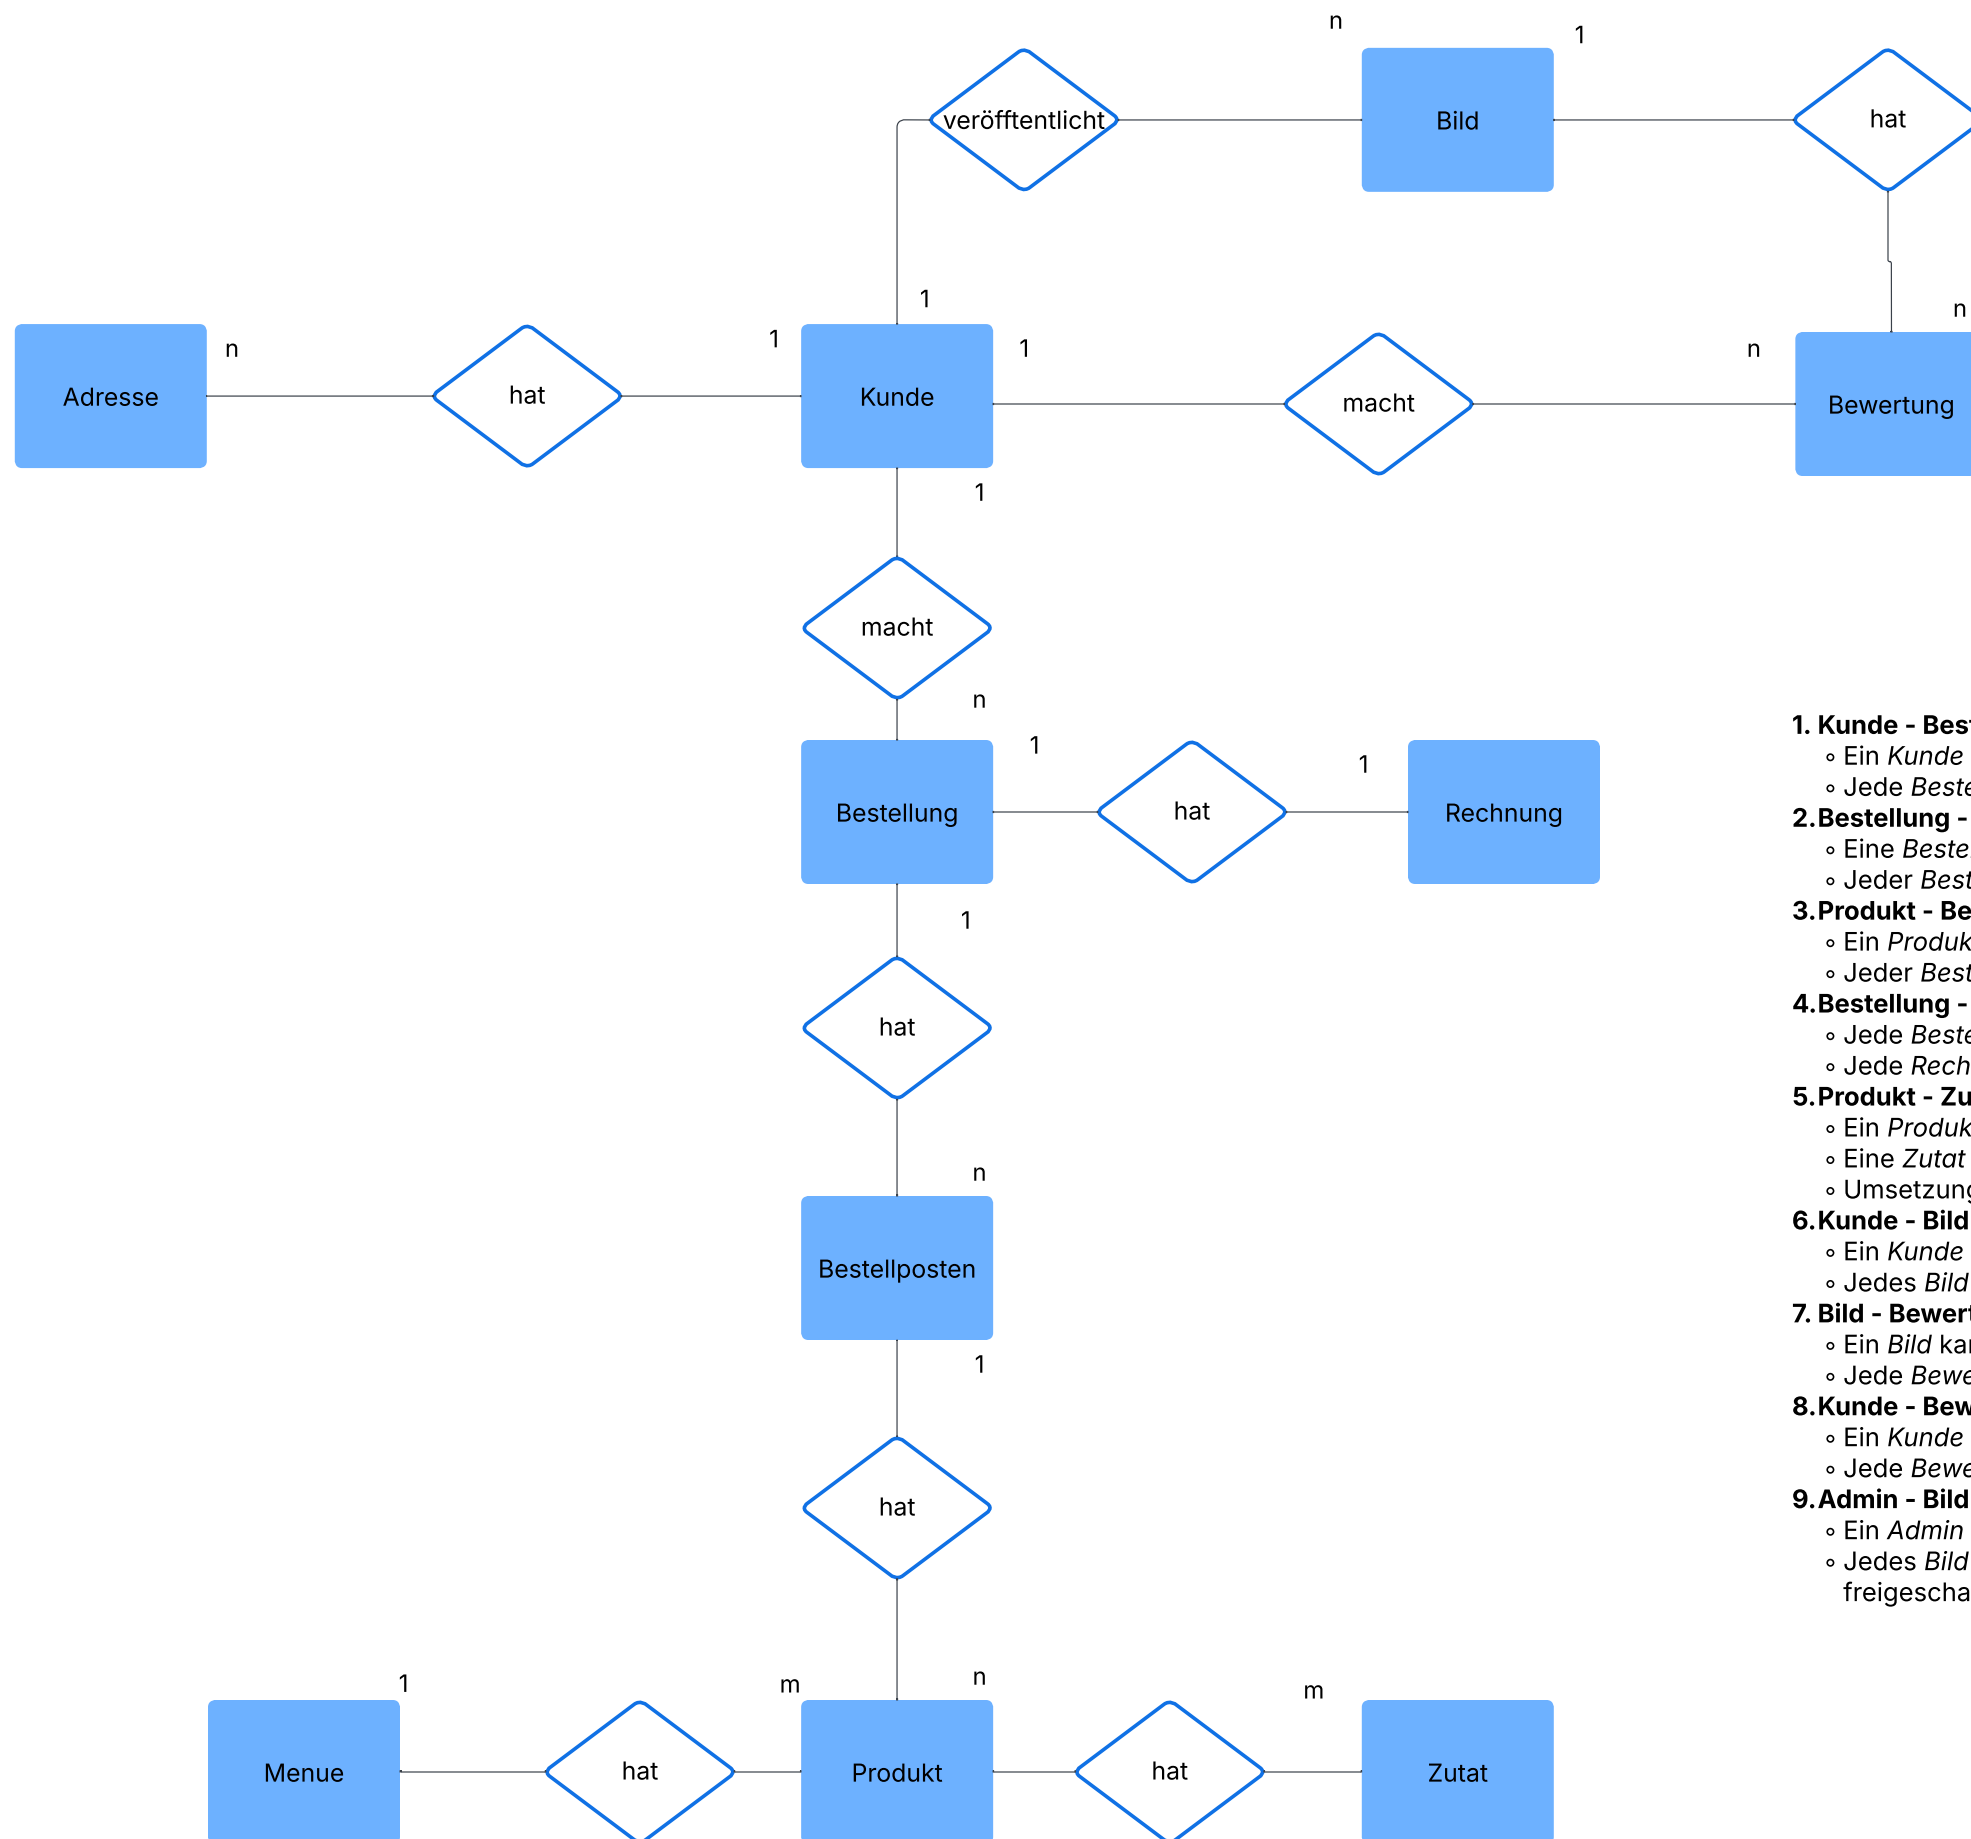 n
1
veröfftentlicht
Bild
hat
1
n
n
1
1
n
Adresse
hat
Kunde
macht
Bewertung
1
macht
n
1
1
Bestellung
hat
Rechnung
1
hat
n
Bestellposten
1
hat
1
m
n
m
Menue
hat
Produkt
hat
Zutat
1. Kunde - Best
Ein Kunde
Jede Beste
2. Bestellung -
Eine Beste
Jeder Best
3. Produkt - Be
Ein Produk
Jeder Best
4. Bestellung -
Jede Beste
Jede Rech
5. Produkt - Zu
Ein Produk
Eine Zutat
Umsetzung
6. Kunde - Bild
Ein Kunde
Jedes Bild
7. Bild - Bewert
Ein Bild kan
Jede Bewe
8. Kunde - Bew
Ein Kunde
Jede Bewe
9. Admin - Bild
Ein Admin
Jedes Bild
freigescha